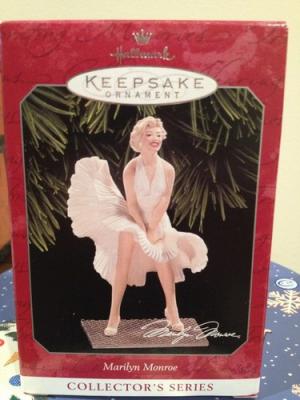 Hallmark
KEEPSAKE
ORNAMENT
Marilyn Monroe
Marilyn Monroe
COLLECTOR'S SERIES